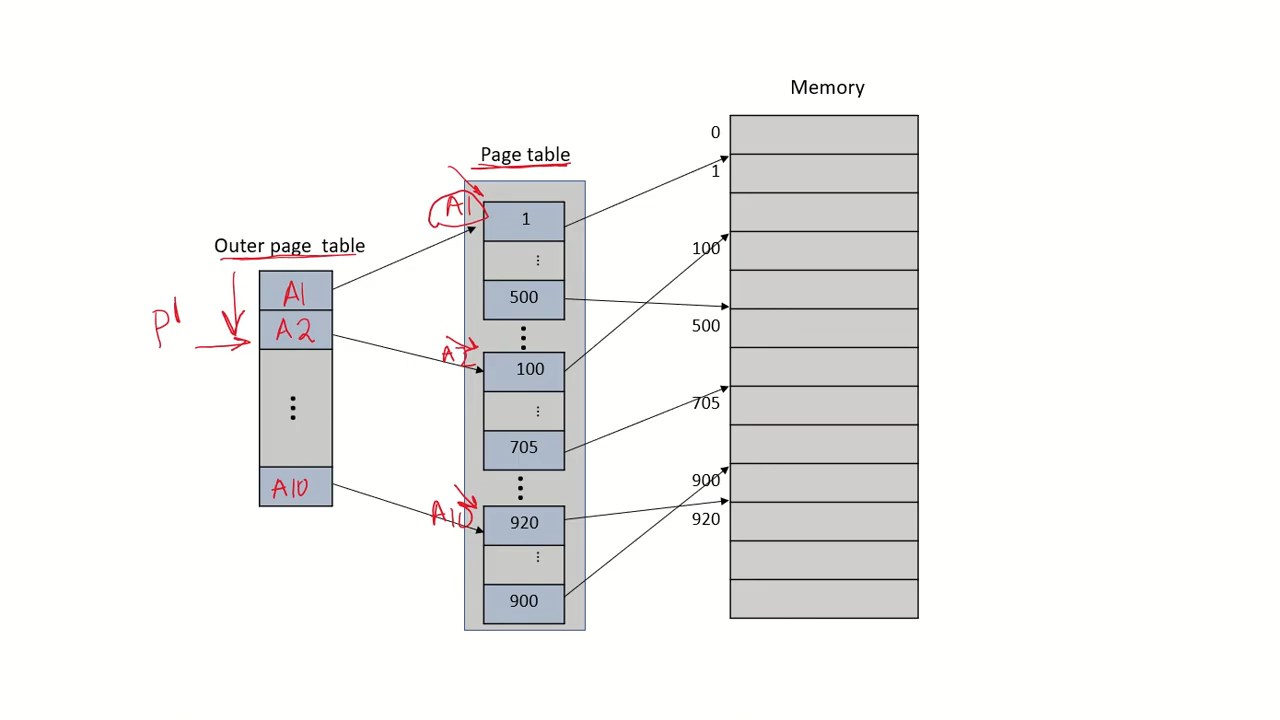 Memory
0
1
100
500
705
900
920
Page table
A1
1
⋮
500
⋮
A2
100
⋮
705
⋮
A10
920
⋮
900
Outer page table
A1
P1
A2
⋮
A10